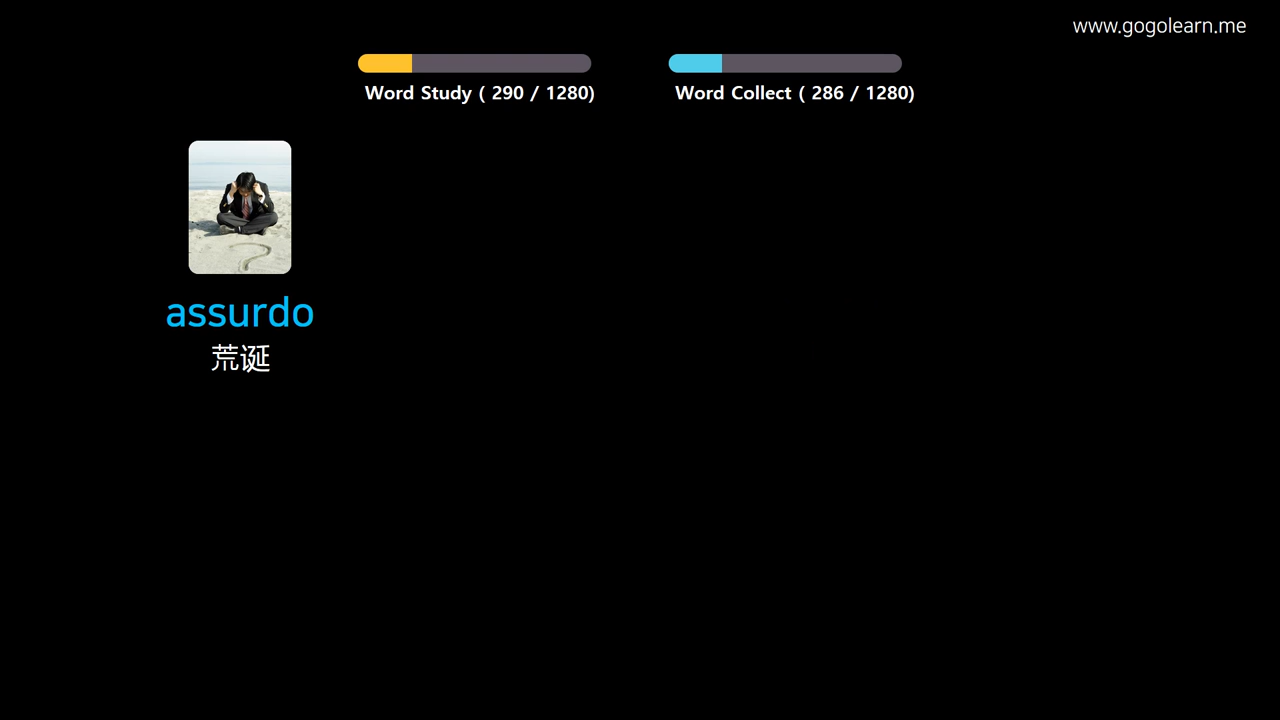 www.gogolearn.me
Word Study ( 290 / 1280)
Word Collect ( 286 / 1280)
?
assurdo
荒诞